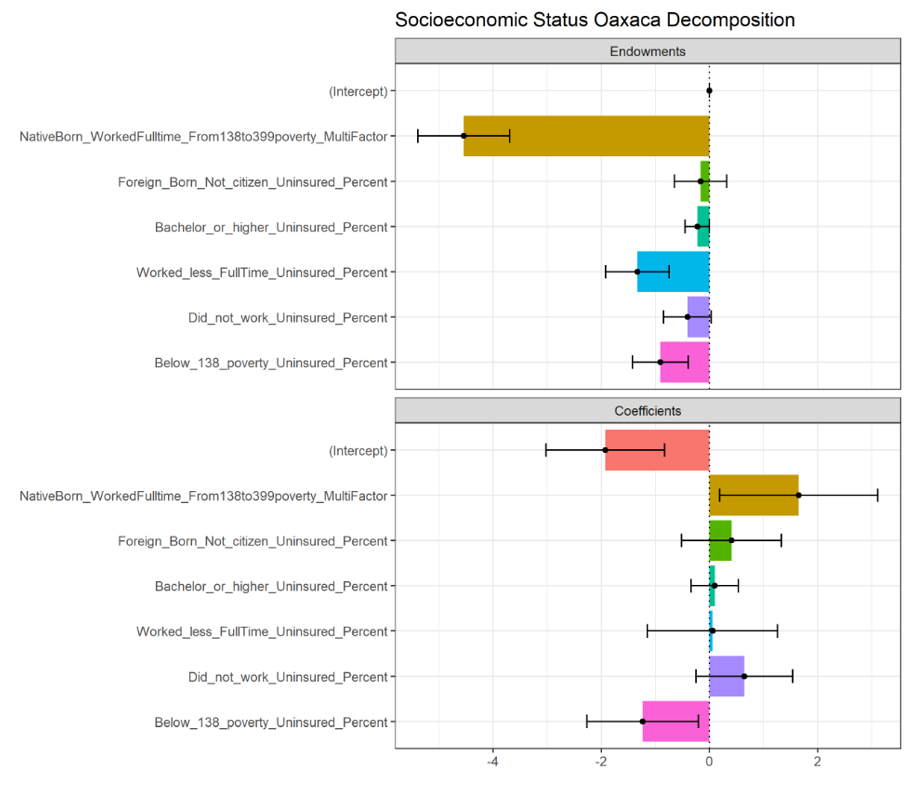 Socioeconomic Status Oaxaca Decomposition
Endowments
(Intercept)
NativeBorn_WorkedFulltime_From138to399poverty_MultiFactor
Foreign_Born_Not_citizen_Uninsured_Percent
Bachelor_or_higher_Uninsured_Percent
Worked_less_FullTime_Uninsured_Percent
Did_not_work_Uninsured_Percent
Below_138_poverty_Uninsured_Percent
Coefficients
(Intercept)
NativeBorn_WorkedFulltime_From138to399poverty_MultiFactor
Foreign_Born_Not_citizen_Uninsured_Percent
Bachelor_or_higher_Uninsured_Percent
Worked_less_FullTime_Uninsured_Percent
Did_not_work_Uninsured_Percent
Below_138_poverty_Uninsured_Percent
-4 -2 0 2